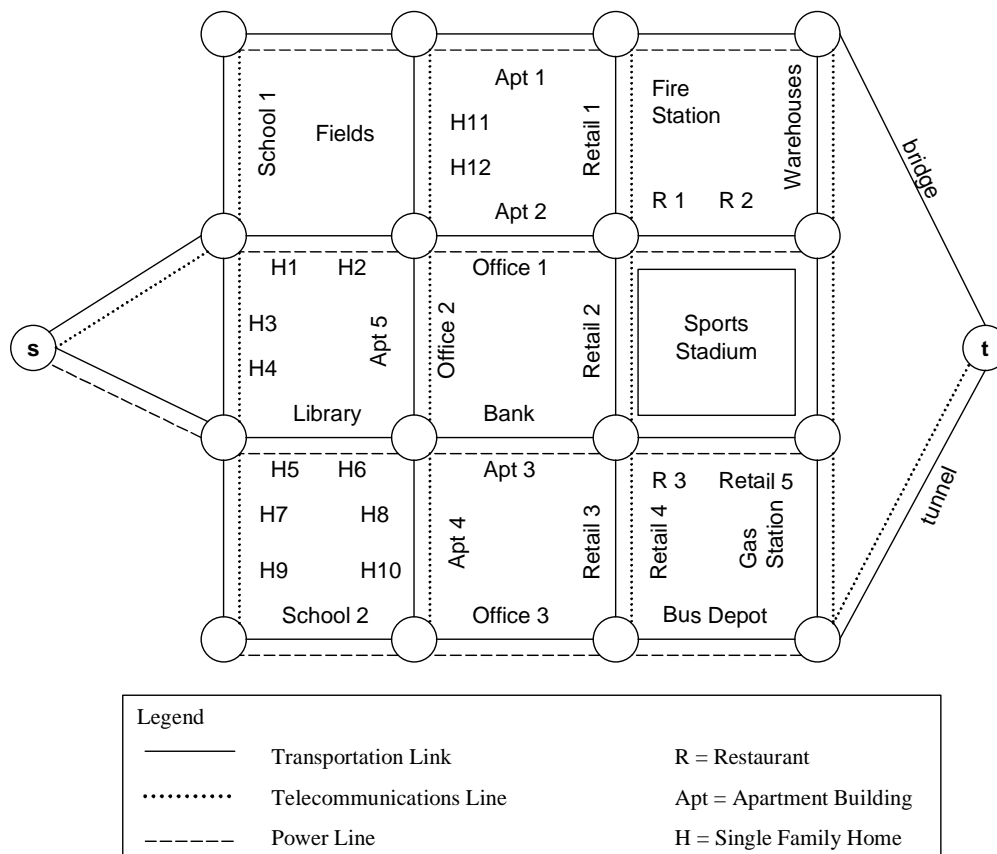 School 1
Fields
Apt 1
H11
H12
Apt 2
Retail 1
Fire
Station
R 1
R 2
Warehouses
bridge
s
H1
H2
H3
H4
Apt 5
Library
Office 1
Office 2
Retail 2
Bank
Sports
Stadium
t
H5
H6
H7
H8
H9
H10
School 2
Apt 3
Apt 4
Retail 3
Office 3
R 3
Retail 5
Retail 4
Gas
Station
Bus Depot
tunnel
Legend
Transportation Link
R = Restaurant
Telecommunications Line
Apt = Apartment Building
Power Line
H = Single Family Home